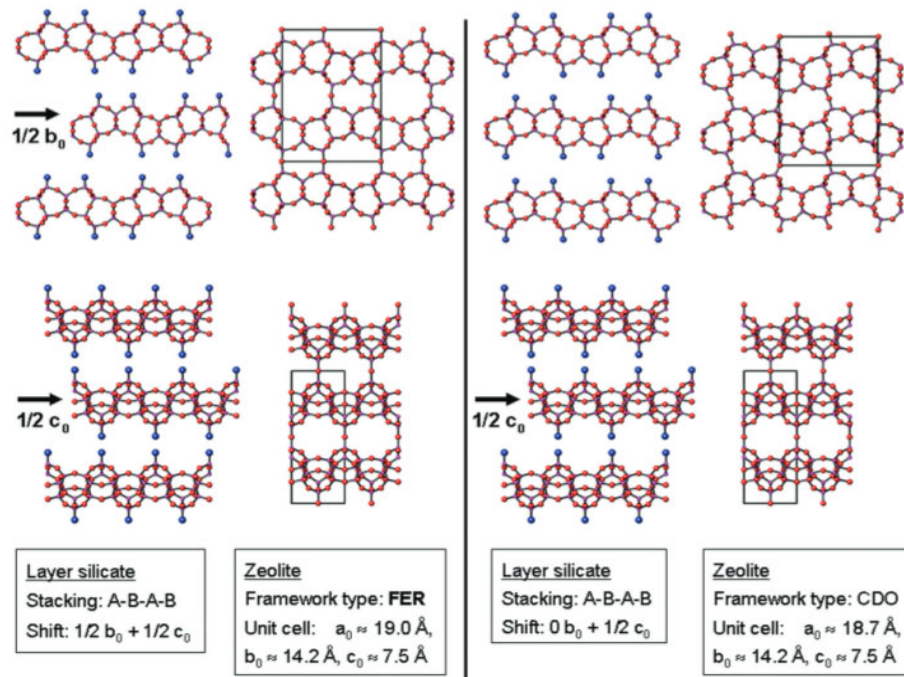 1/2 b₀
1/2 c₀
Layer silicate
Stacking: A-B-A-B
Shift: 1/2 b₀ + 1/2 c₀
Zeolite
Framework type: FER
Unit cell: a₀ ≈ 19.0 Å,
b₀ ≈ 14.2 Å, c₀ ≈ 7.5 Å
1/2 c₀
Layer silicate
Stacking: A-B-A-B
Shift: 0 b₀ + 1/2 c₀
Zeolite
Framework type: CDO
Unit cell: a₀ ≈ 18.7 Å,
b₀ ≈ 14.2 Å, c₀ ≈ 7.5 Å